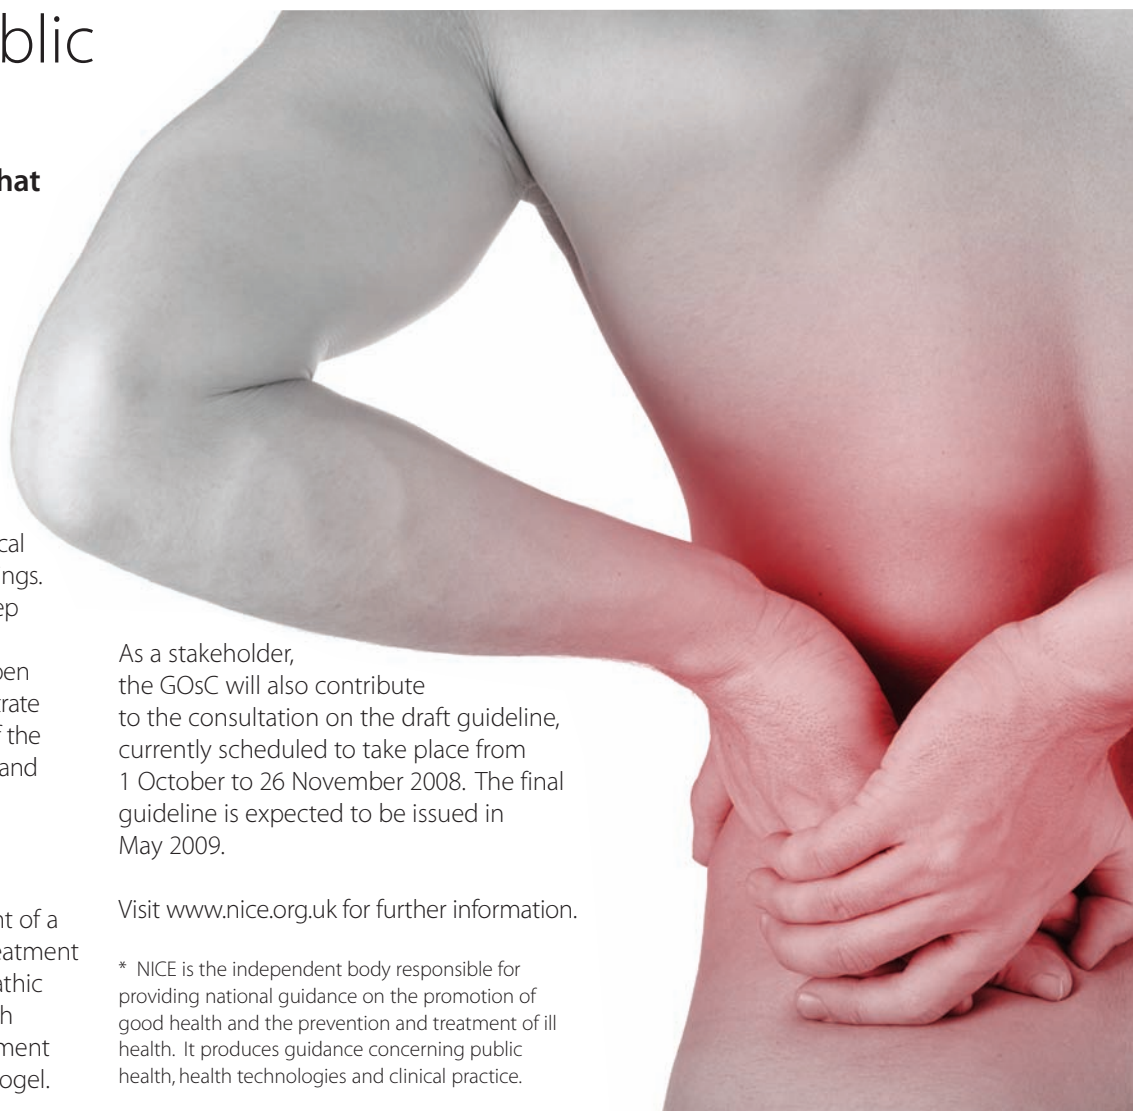 blic
hat
cal
ngs.
ep
pen
rate
f the
and
nt of a
eatment
athic
h
ment
ogel.
As a stakeholder,
the GOsC will also contribute
to the consultation on the draft guideline,
currently scheduled to take place from
1 October to 26 November 2008. The final
guideline is expected to be issued in
May 2009.
Visit www.nice.org.uk for further information.
* NICE is the independent body responsible for
providing national guidance on the promotion of
good health and the prevention and treatment of ill
health. It produces guidance concerning public
health, health technologies and clinical practice.